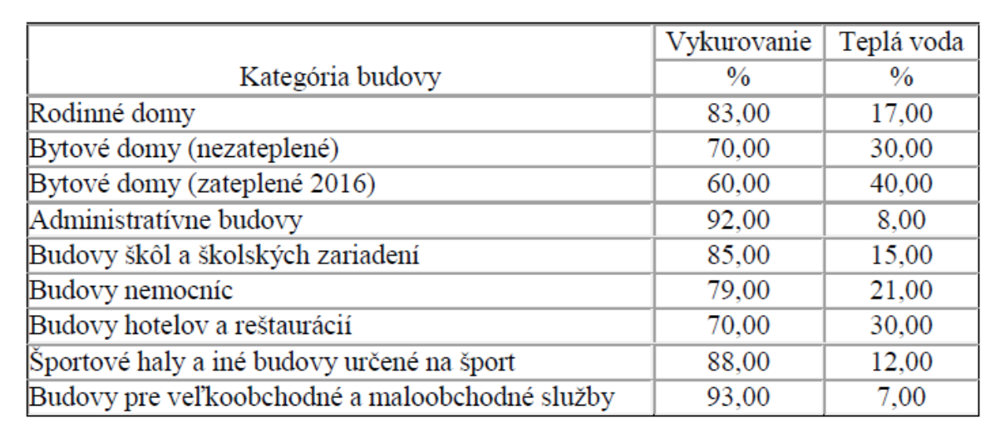 Vykurovanie Teplá voda
Kategória budovy % %
Rodinné domy 83,00 17,00
Bytové domy (nezateplené) 70,00 30,00
Bytové domy (zateplené 2016) 60,00 40,00
Administratívne budovy 92,00 8,00
Budovy škôl a školských zariadení 85,00 15,00
Budovy nemocníc 79,00 21,00
Budovy hotelov a reštaurácií 70,00 30,00
Športové haly a iné budovy určené na šport 88,00 12,00
Budovy pre veľkoobchodné a maloobchodné služby 93,00 7,00